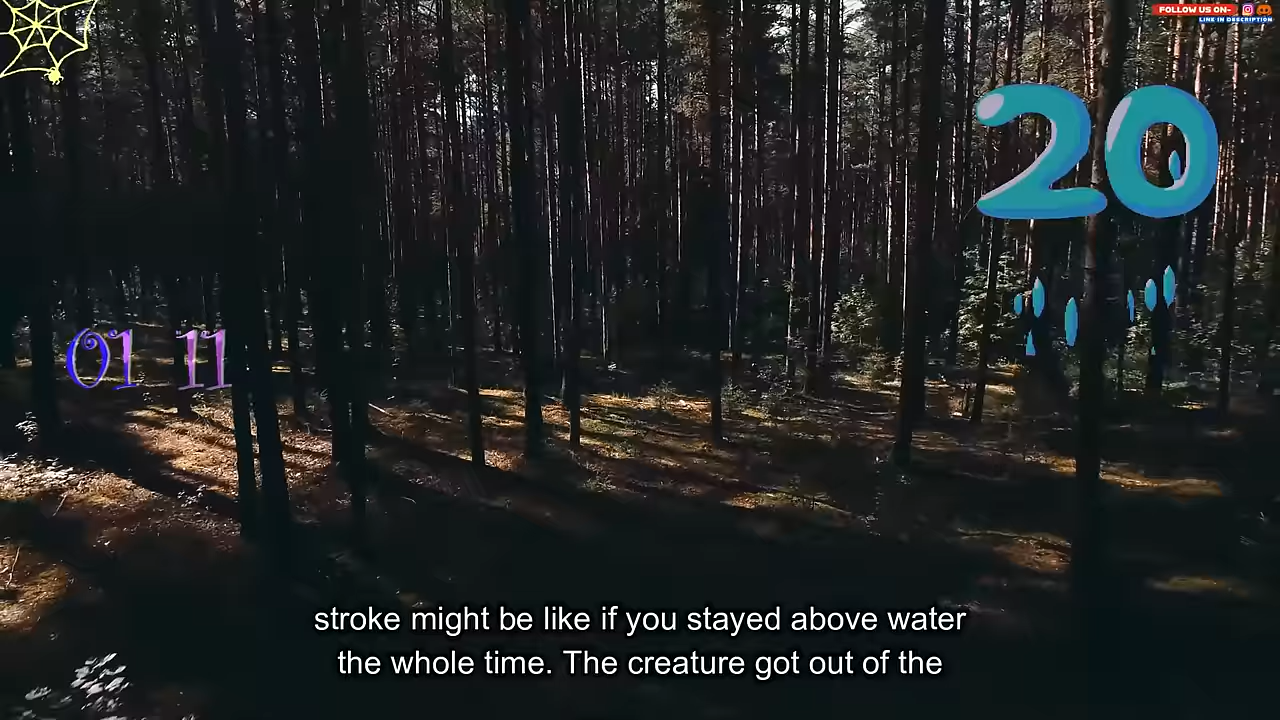 FOLLOW US ON-
LINK IN DESCRIPTION
20
01 11
stroke might be like if you stayed above water
the whole time. The creature got out of the